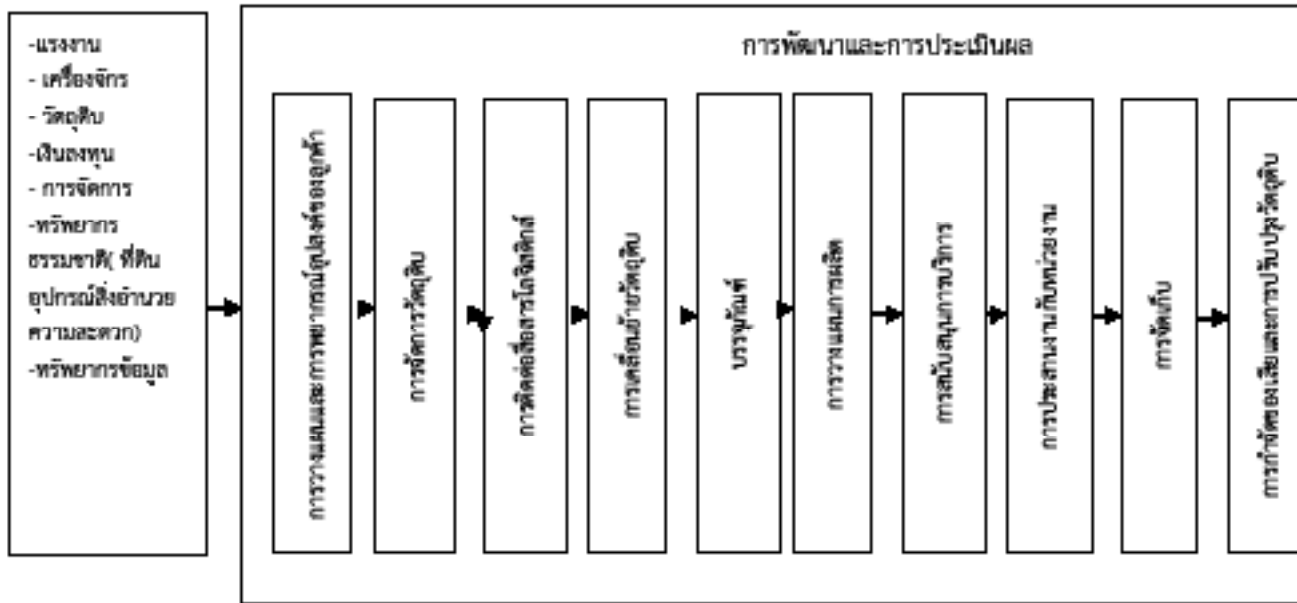 -แรงงาน
- เครื่องจักร
- วัตถุดิบ
-เงินลงทุน
- การจัดการ
-ทรัพยากร
ธรรมชาติ( ที่ดิน
อุปกรณ์สิ่งอำนวย
ความสะดวก)
-ทรัพยากรข้อมูล
การพัฒนาและการประเมินผล
การวางแผนและการพยากรณ์อุปสงค์ของลูกค้า
การจัดการวัตถุดิบ
การติดต่อสื่อสารโลจิสติกส์
การเคลื่อนย้ายวัตถุดิบ
บรรจุภัณฑ์
การวางแผนการผลิต
การสนับสนุนการบริการ
การประสานงานกับหน่วยงาน
การจัดเก็บ
การกำจัดของเสียและการปรับปรุงวัตถุดิบ